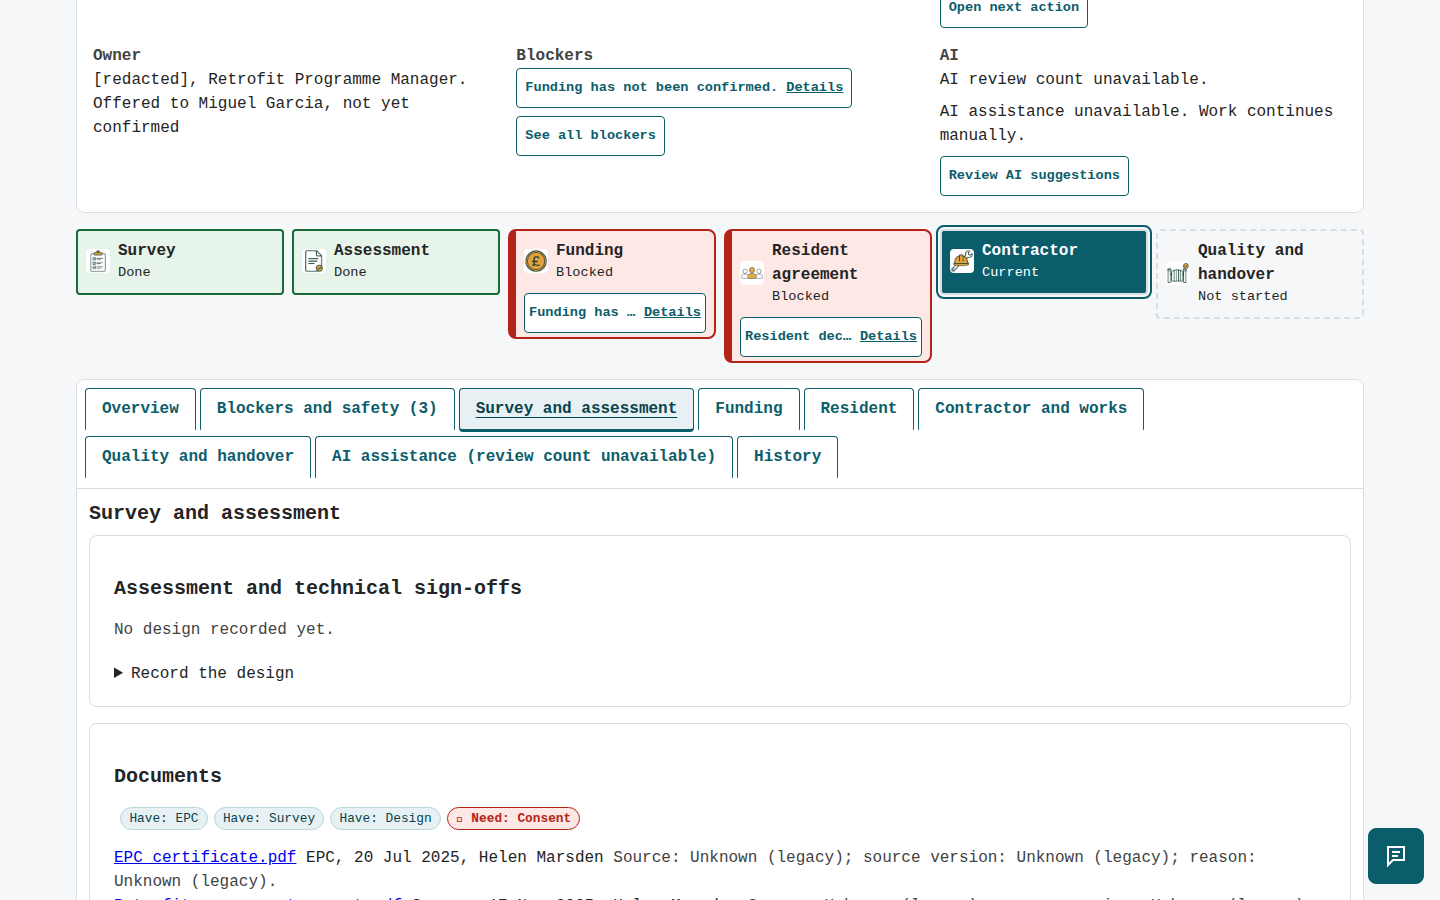 Open next action
Owner
[redacted], Retrofit Programme Manager.
Offered to Miguel Garcia, not yet
confirmed
Blockers
Funding has not been confirmed. Details
See all blockers
AI
AI review count unavailable.
AI assistance unavailable. Work continues
manually.
Review AI suggestions
Survey
Done
Assessment
Done
Funding
Blocked
Funding has … Details
Resident
agreement
Blocked
Resident dec… Details
Contractor
Current
Quality and
handover
Not started
Overview
Blockers and safety (3)
Survey and assessment
Funding
Resident
Contractor and works
Quality and handover
AI assistance (review count unavailable)
History
Survey and assessment
Assessment and technical sign-offs
No design recorded yet.
Record the design
Documents
Have: EPC
Have: Survey
Have: Design
Need: Consent
EPC certificate.pdf EPC, 20 Jul 2025, Helen Marsden Source: Unknown (legacy); source version: Unknown (legacy); reason:
Unknown (legacy).